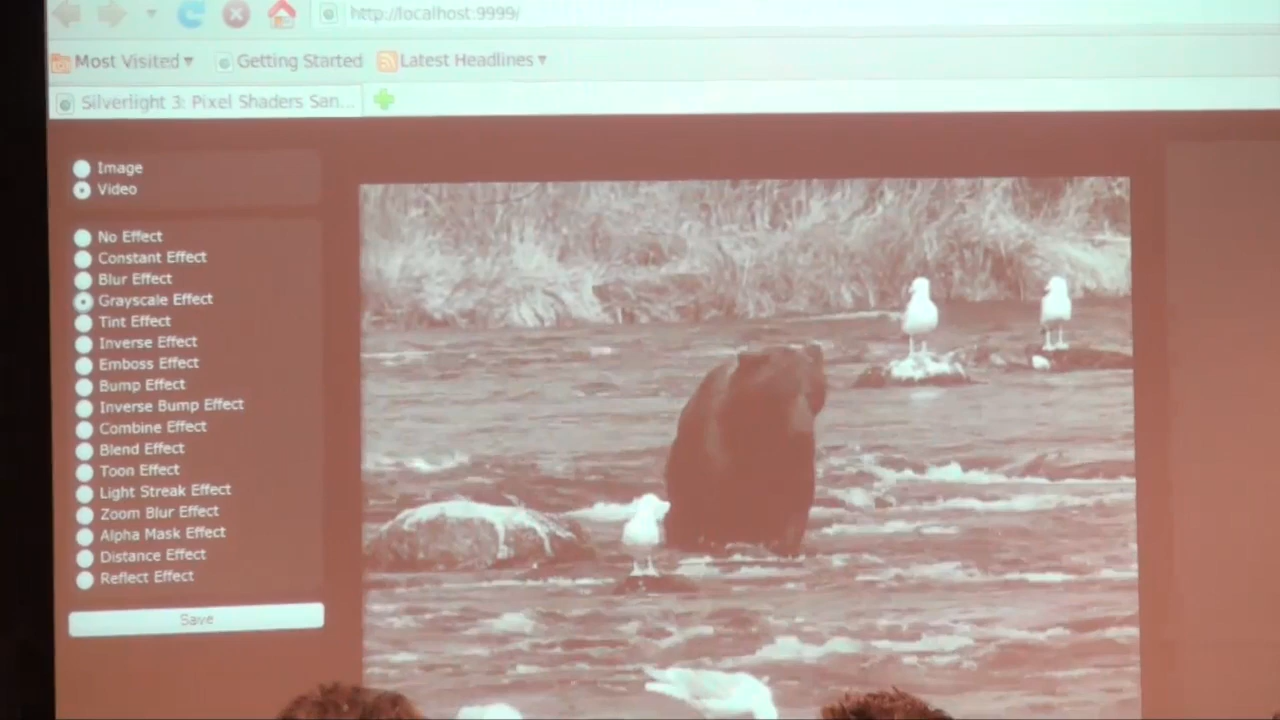 http://localhost:9999/
Most Visited
Getting Started
Latest Headlines
Silverlight 3: Pixel Shaders San...
Image
Video
No Effect
Constant Effect
Blur Effect
Grayscale Effect
Tint Effect
Inverse Effect
Emboss Effect
Bump Effect
Inverse Bump Effect
Combine Effect
Blend Effect
Toon Effect
Light Streak Effect
Zoom Blur Effect
Alpha Mask Effect
Distance Effect
Reflect Effect
Save